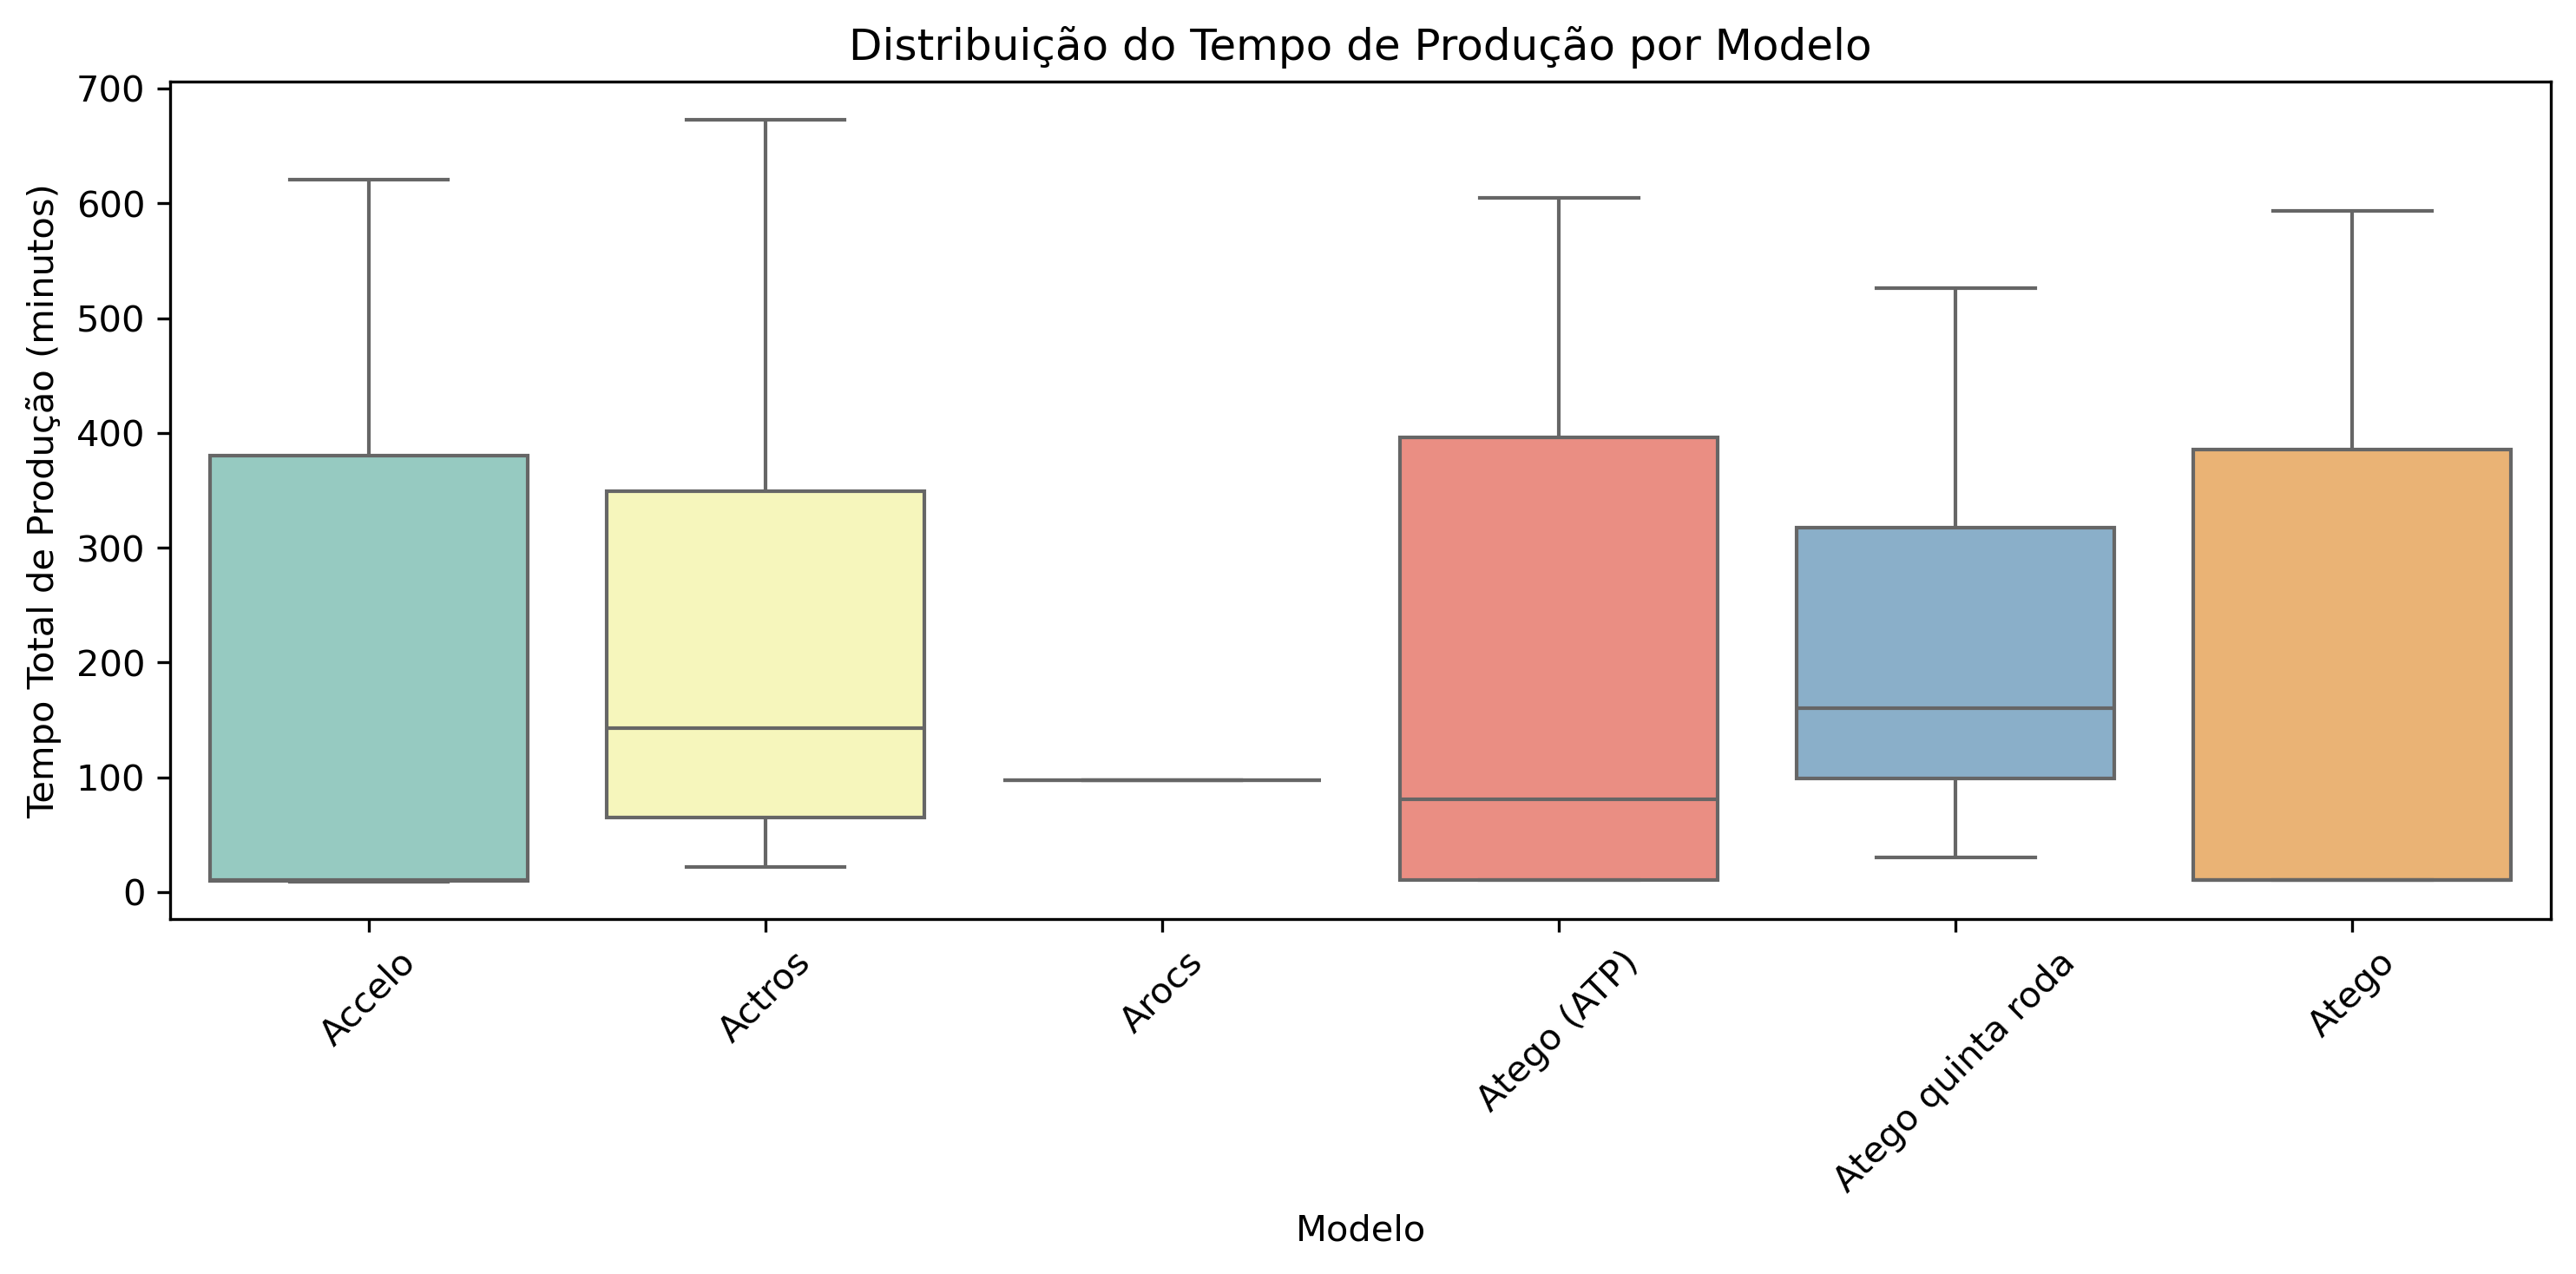 Distribuição do Tempo de Produção por Modelo
Tempo Total de Produção (minutos)
700
600
500
400
300
200
100
0
Accelo
Actros
Arocs
Atego (ATP)
Atego quinta roda
Atego
Modelo